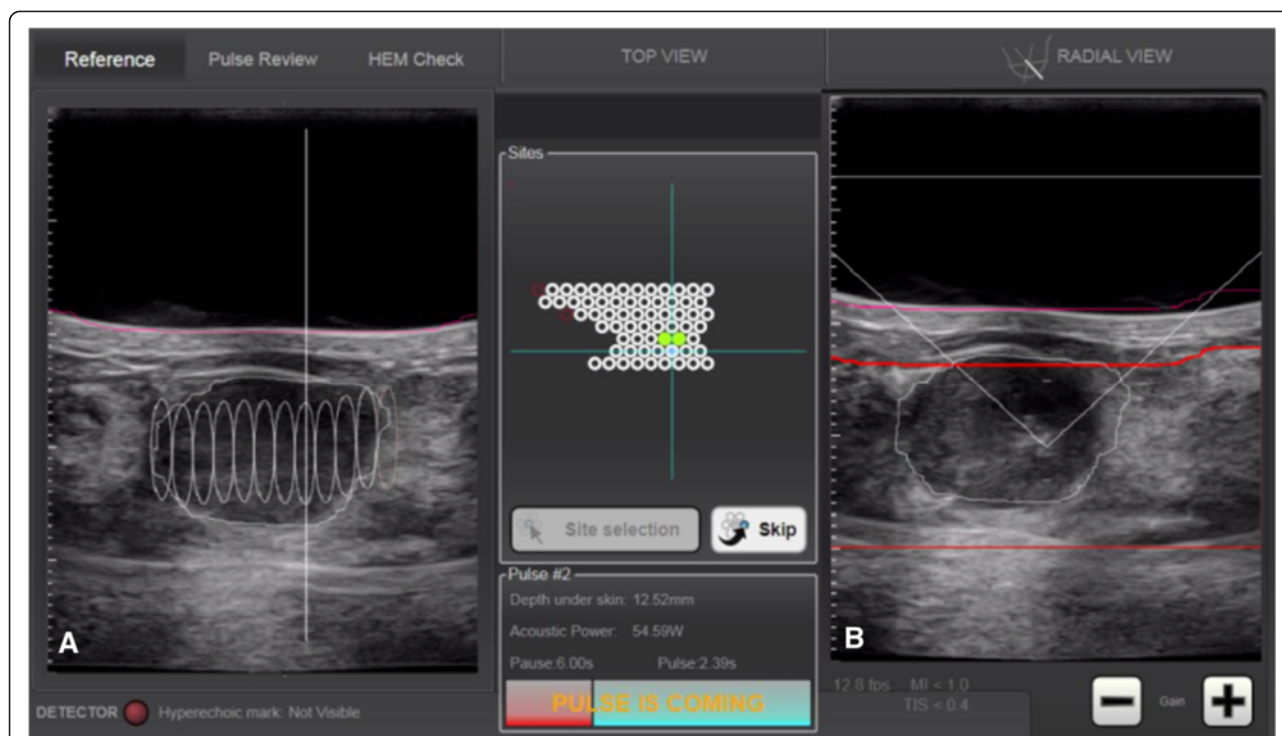 Reference Pulse Review HEM Check TOP VIEW RADIAL VIEW
Sites
Site selection Skip
Pulse #2
Depth under skin: 12.52mm
Acoustic Power: 54.59W
Pause:6.00s Pulse:2.39s
PULSE IS COMING
A
B
DETECTOR Hyperechoic mark: Not Visible
12.8 fps MI < 1.0
TIS < 0.4
Gain